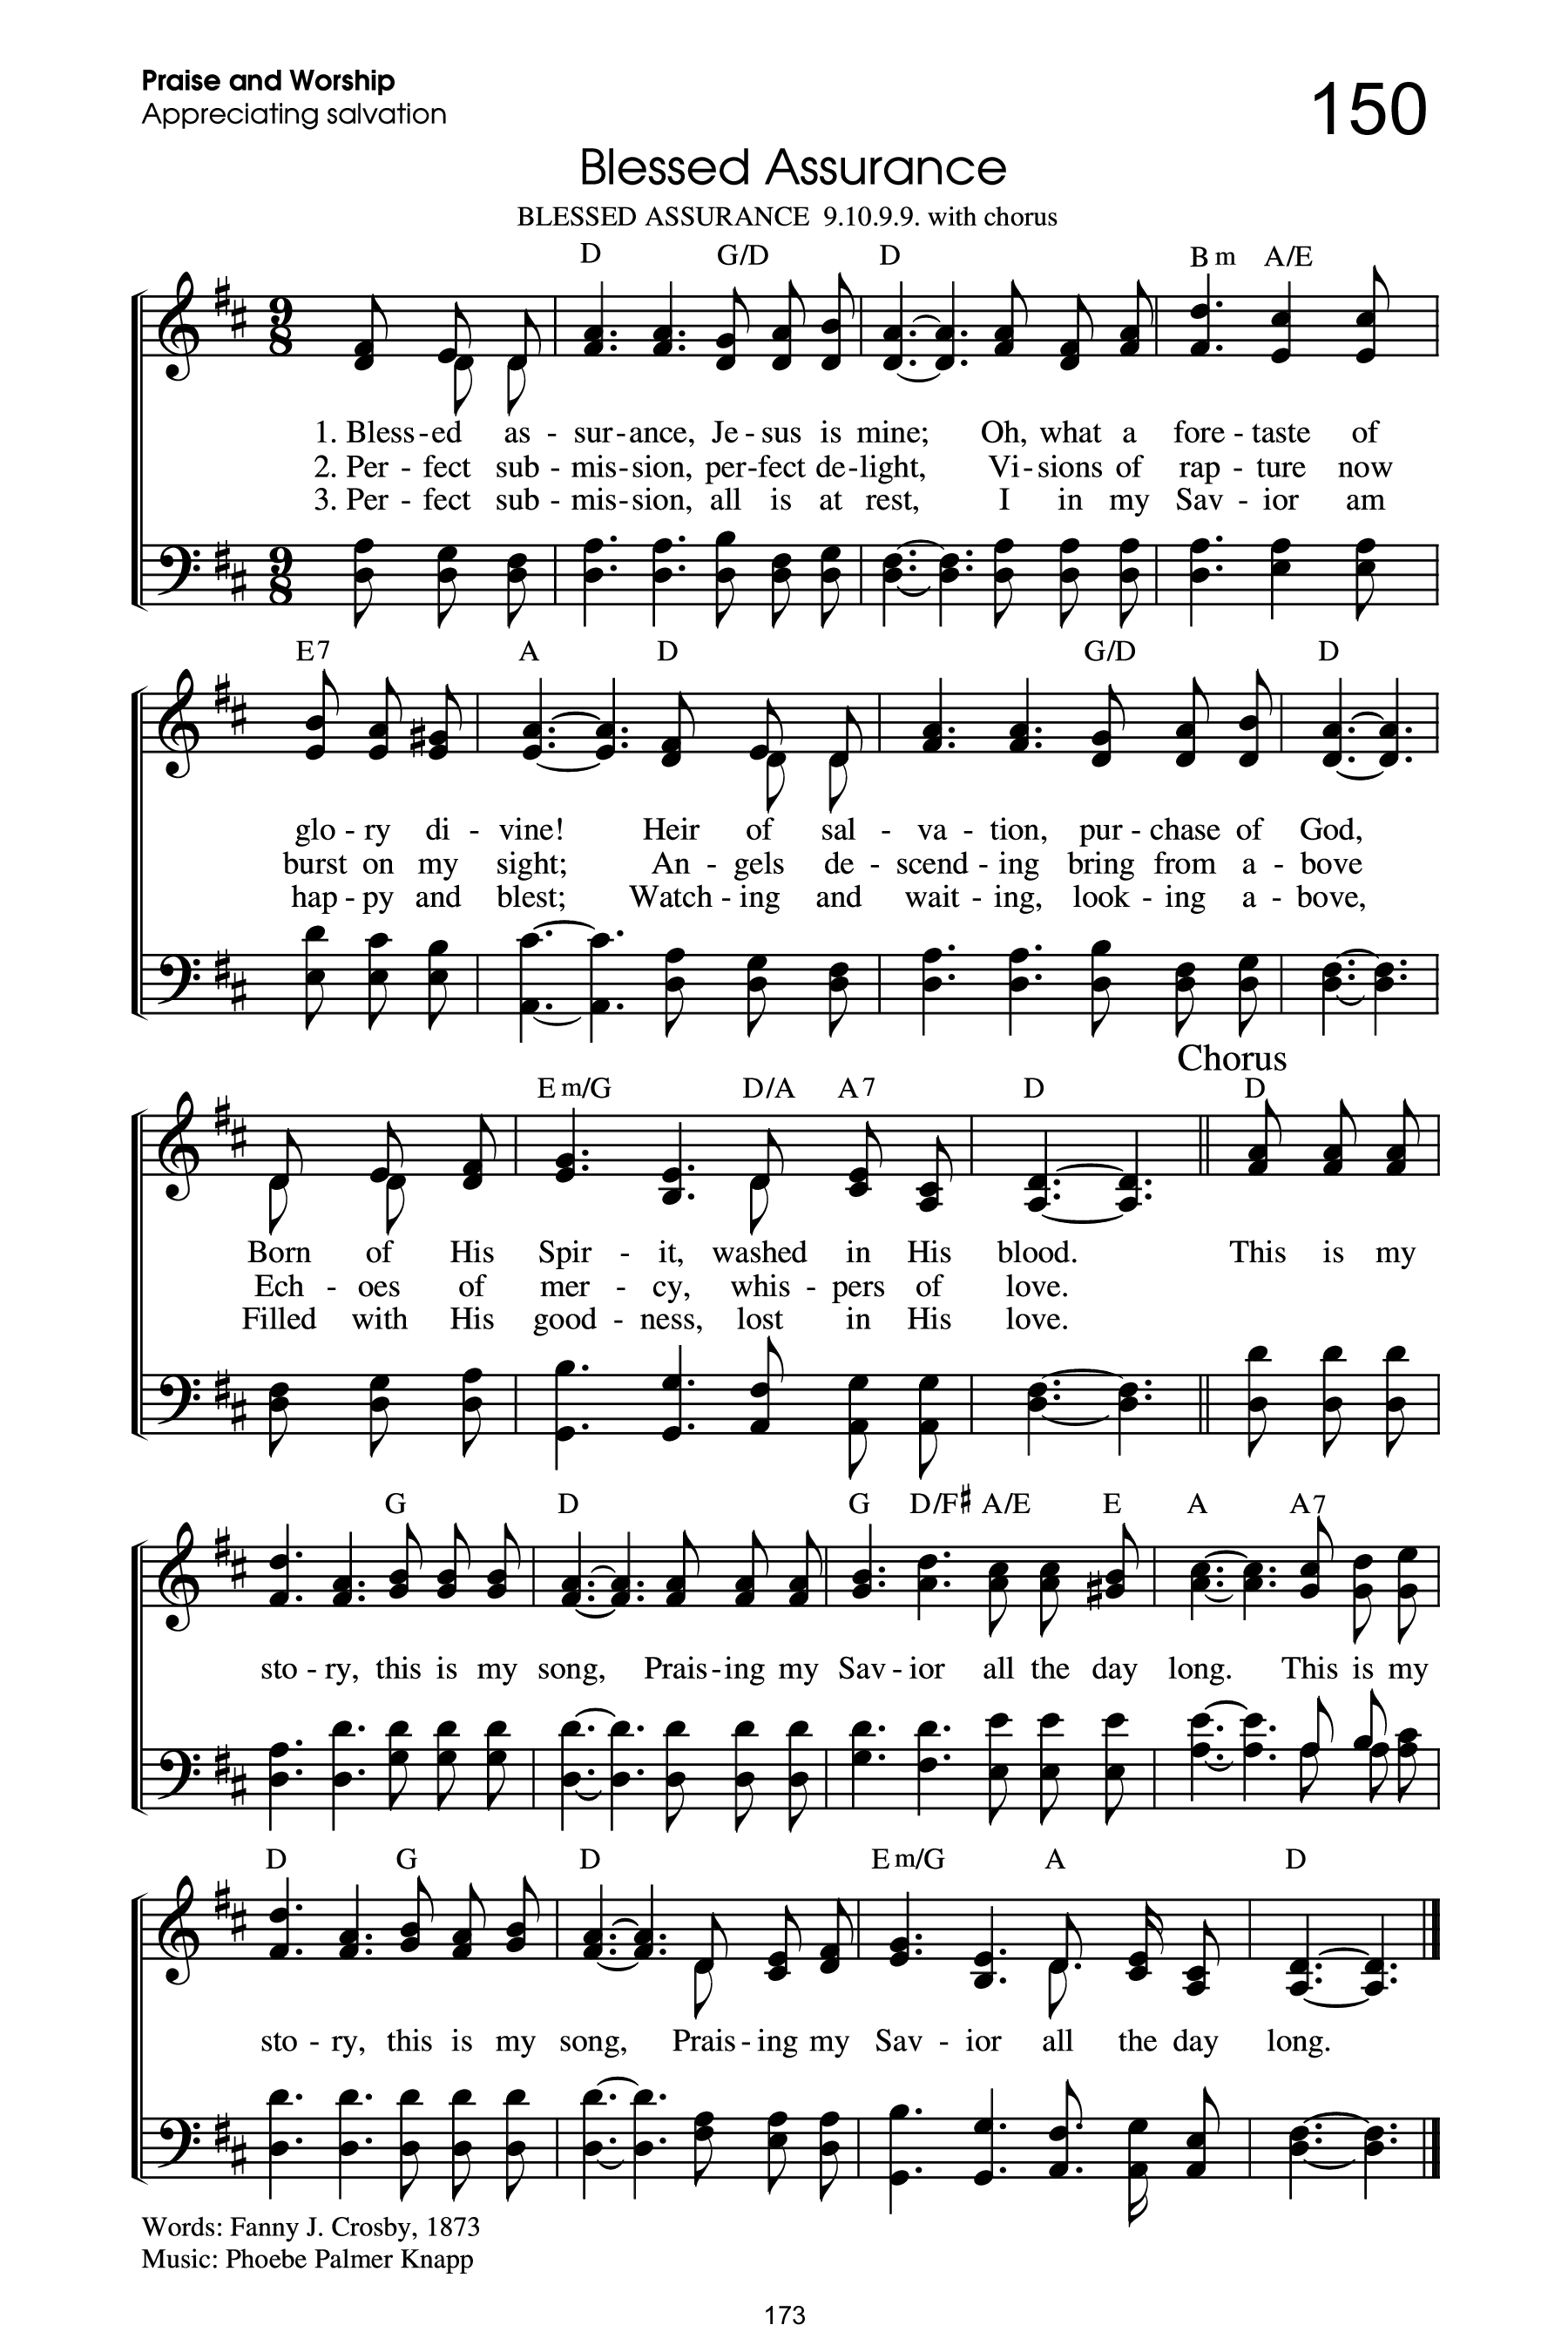 Praise and Worship
150
Appreciating salvation
Blessed Assurance
BLESSED ASSURANCE 9.10.9.9. with chorus
D G/D D Bm A/E
9 8
1. Bless - ed as - sur - ance, Je - sus is mine; Oh, what a fore - taste of
2. Per - fect sub - mis - sion, per - fect de - light, Vi - sions of rap - ture now
3. Per - fect sub - mis - sion, all is at rest, I in my Sav - ior am
9 8
E7 A D G/D D
glo - ry di - vine! Heir of sal - va - tion, pur - chase of God,
burst on my sight; An - gels de - scend - ing bring from a - bove
hap - py and blest; Watch - ing and wait - ing, look - ing a - bove,
Chorus
Em/G D/A A7 D D
Born of His Spir - it, washed in His blood. This is my
Ech - oes of mer - cy, whis - pers of love.
Filled with His good - ness, lost in His love.
G D G D/F♯ A/E E A A7
sto - ry, this is my song, Prais - ing my Sav - ior all the day long. This is my
D G D Em/G A D
sto - ry, this is my song, Prais - ing my Sav - ior all the day long.
Words: Fanny J. Crosby, 1873
Music: Phoebe Palmer Knapp
173